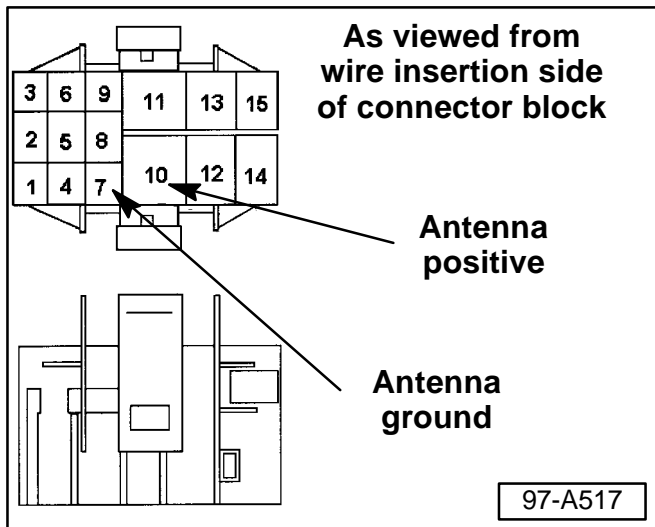 As viewed from
wire insertion side
of connector block
3 6 9 11 13 15
2 5 8
1 4 7 10 12 14
Antenna
positive
Antenna
ground
97-A517